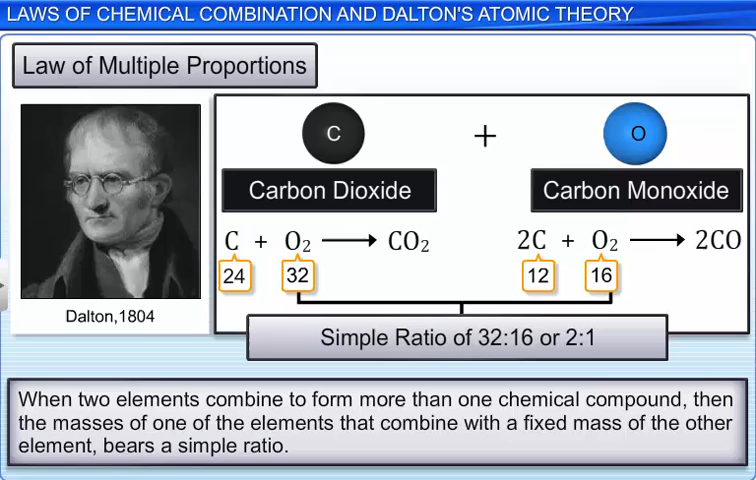 LAWS OF CHEMICAL COMBINATION AND DALTON'S ATOMIC THEORY
Law of Multiple Proportions
C + O
Carbon Dioxide Carbon Monoxide
C + O₂ ⟶ CO₂ 2C + O₂ ⟶ 2CO
24 32 12 16
Dalton,1804
Simple Ratio of 32:16 or 2:1
When two elements combine to form more than one chemical compound, then
the masses of one of the elements that combine with a fixed mass of the other
element, bears a simple ratio.